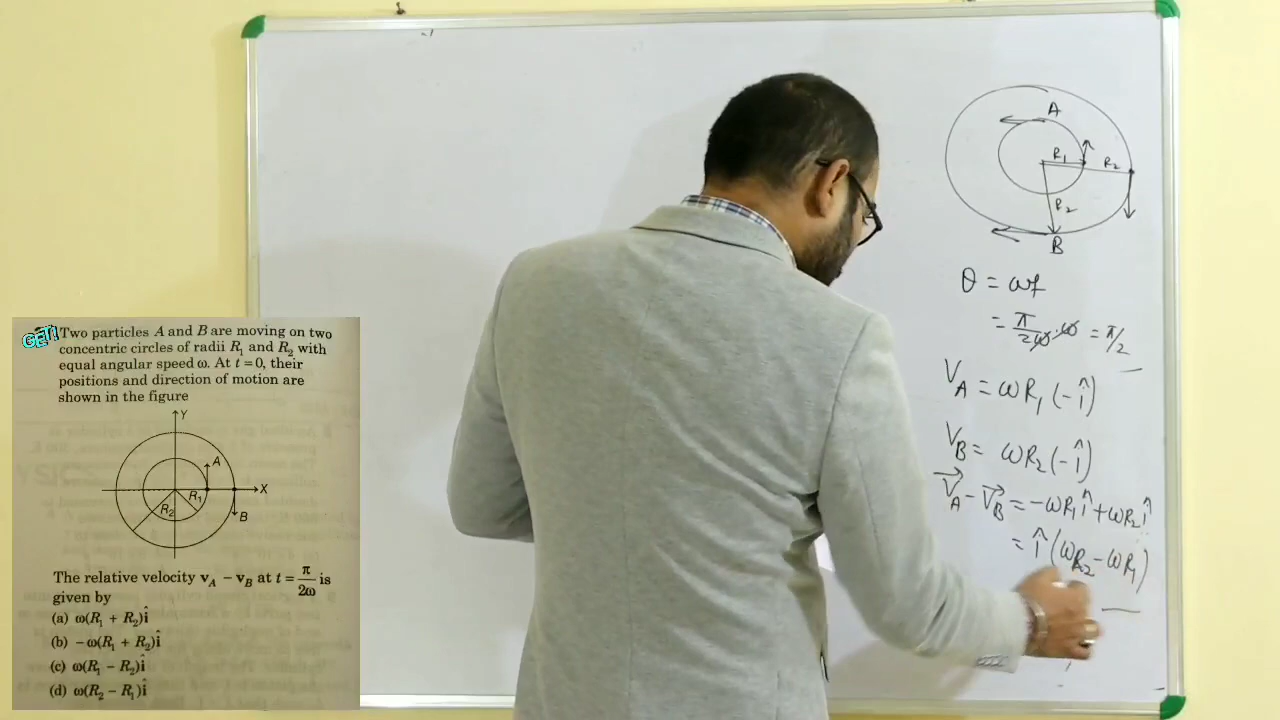 GET!
Two particles A and B are moving on two
concentric circles of radii R₁ and R₂ with
equal angular speed ω. At t = 0, their
positions and direction of motion are
shown in the figure
Y
A
R₁
X
R₂
B
The relative velocity v_A − v_B at t = π/2ω is
given by
(a) ω(R₁ + R₂)î
(b) −ω(R₁ + R₂)î
(c) ω(R₁ − R₂)î
(d) ω(R₂ − R₁)î
A
R₁ R₂
R₂
B
θ = ωt
= π/2ω · ω = π/2
V_A = ωR₁(-î)
V_B = ωR₂(-î)
V⃗_A - V⃗_B = -ωR₁î + ωR₂î
= î(ωR₂ - ωR₁)